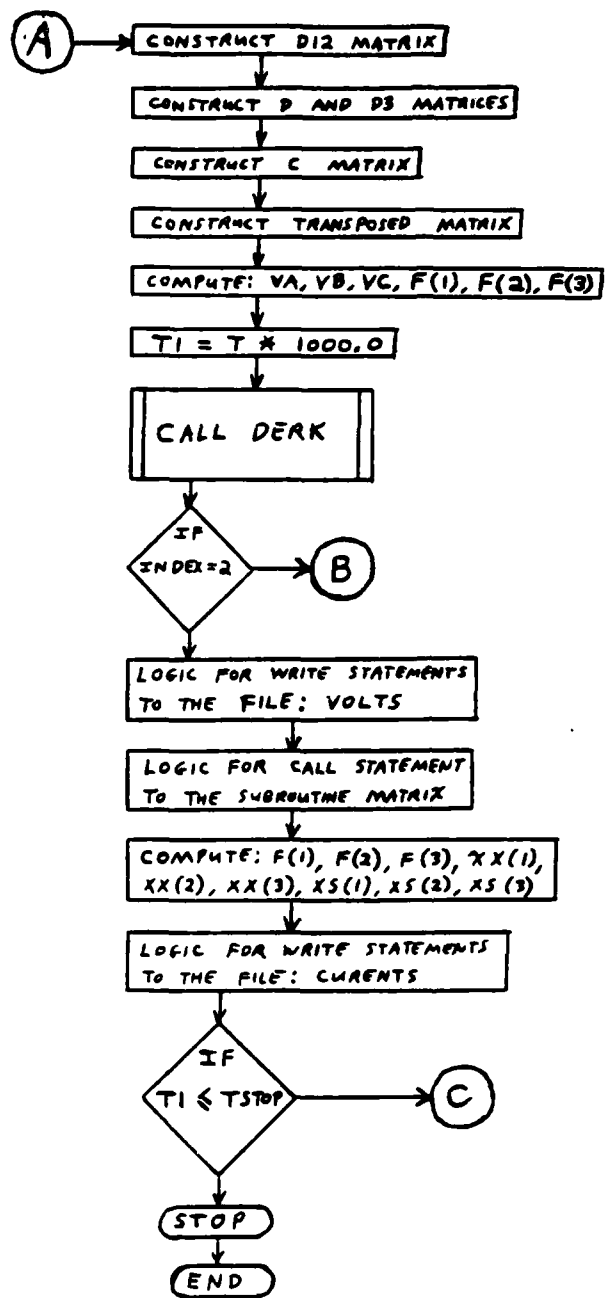 A
CONSTRUCT D12 MATRIX
CONSTRUCT D AND D3 MATRICES
CONSTRUCT C MATRIX
CONSTRUCT TRANSPOSED MATRIX
COMPUTE: VA, VB, VC, F(1), F(2), F(3)
T1 = T * 1000.0
CALL DERK
IF
INDEX=2
B
LOGIC FOR WRITE STATEMENTS
TO THE FILE: VOLTS
LOGIC FOR CALL STATEMENT
TO THE SUBROUTINE MATRIX
COMPUTE: F(1), F(2), F(3), XX(1),
XX(2), XX(3), XS(1), XS(2), XS(3)
LOGIC FOR WRITE STATEMENTS
TO THE FILE: CURENTS
IF
T1 ≤ TSTOP
C
STOP
END